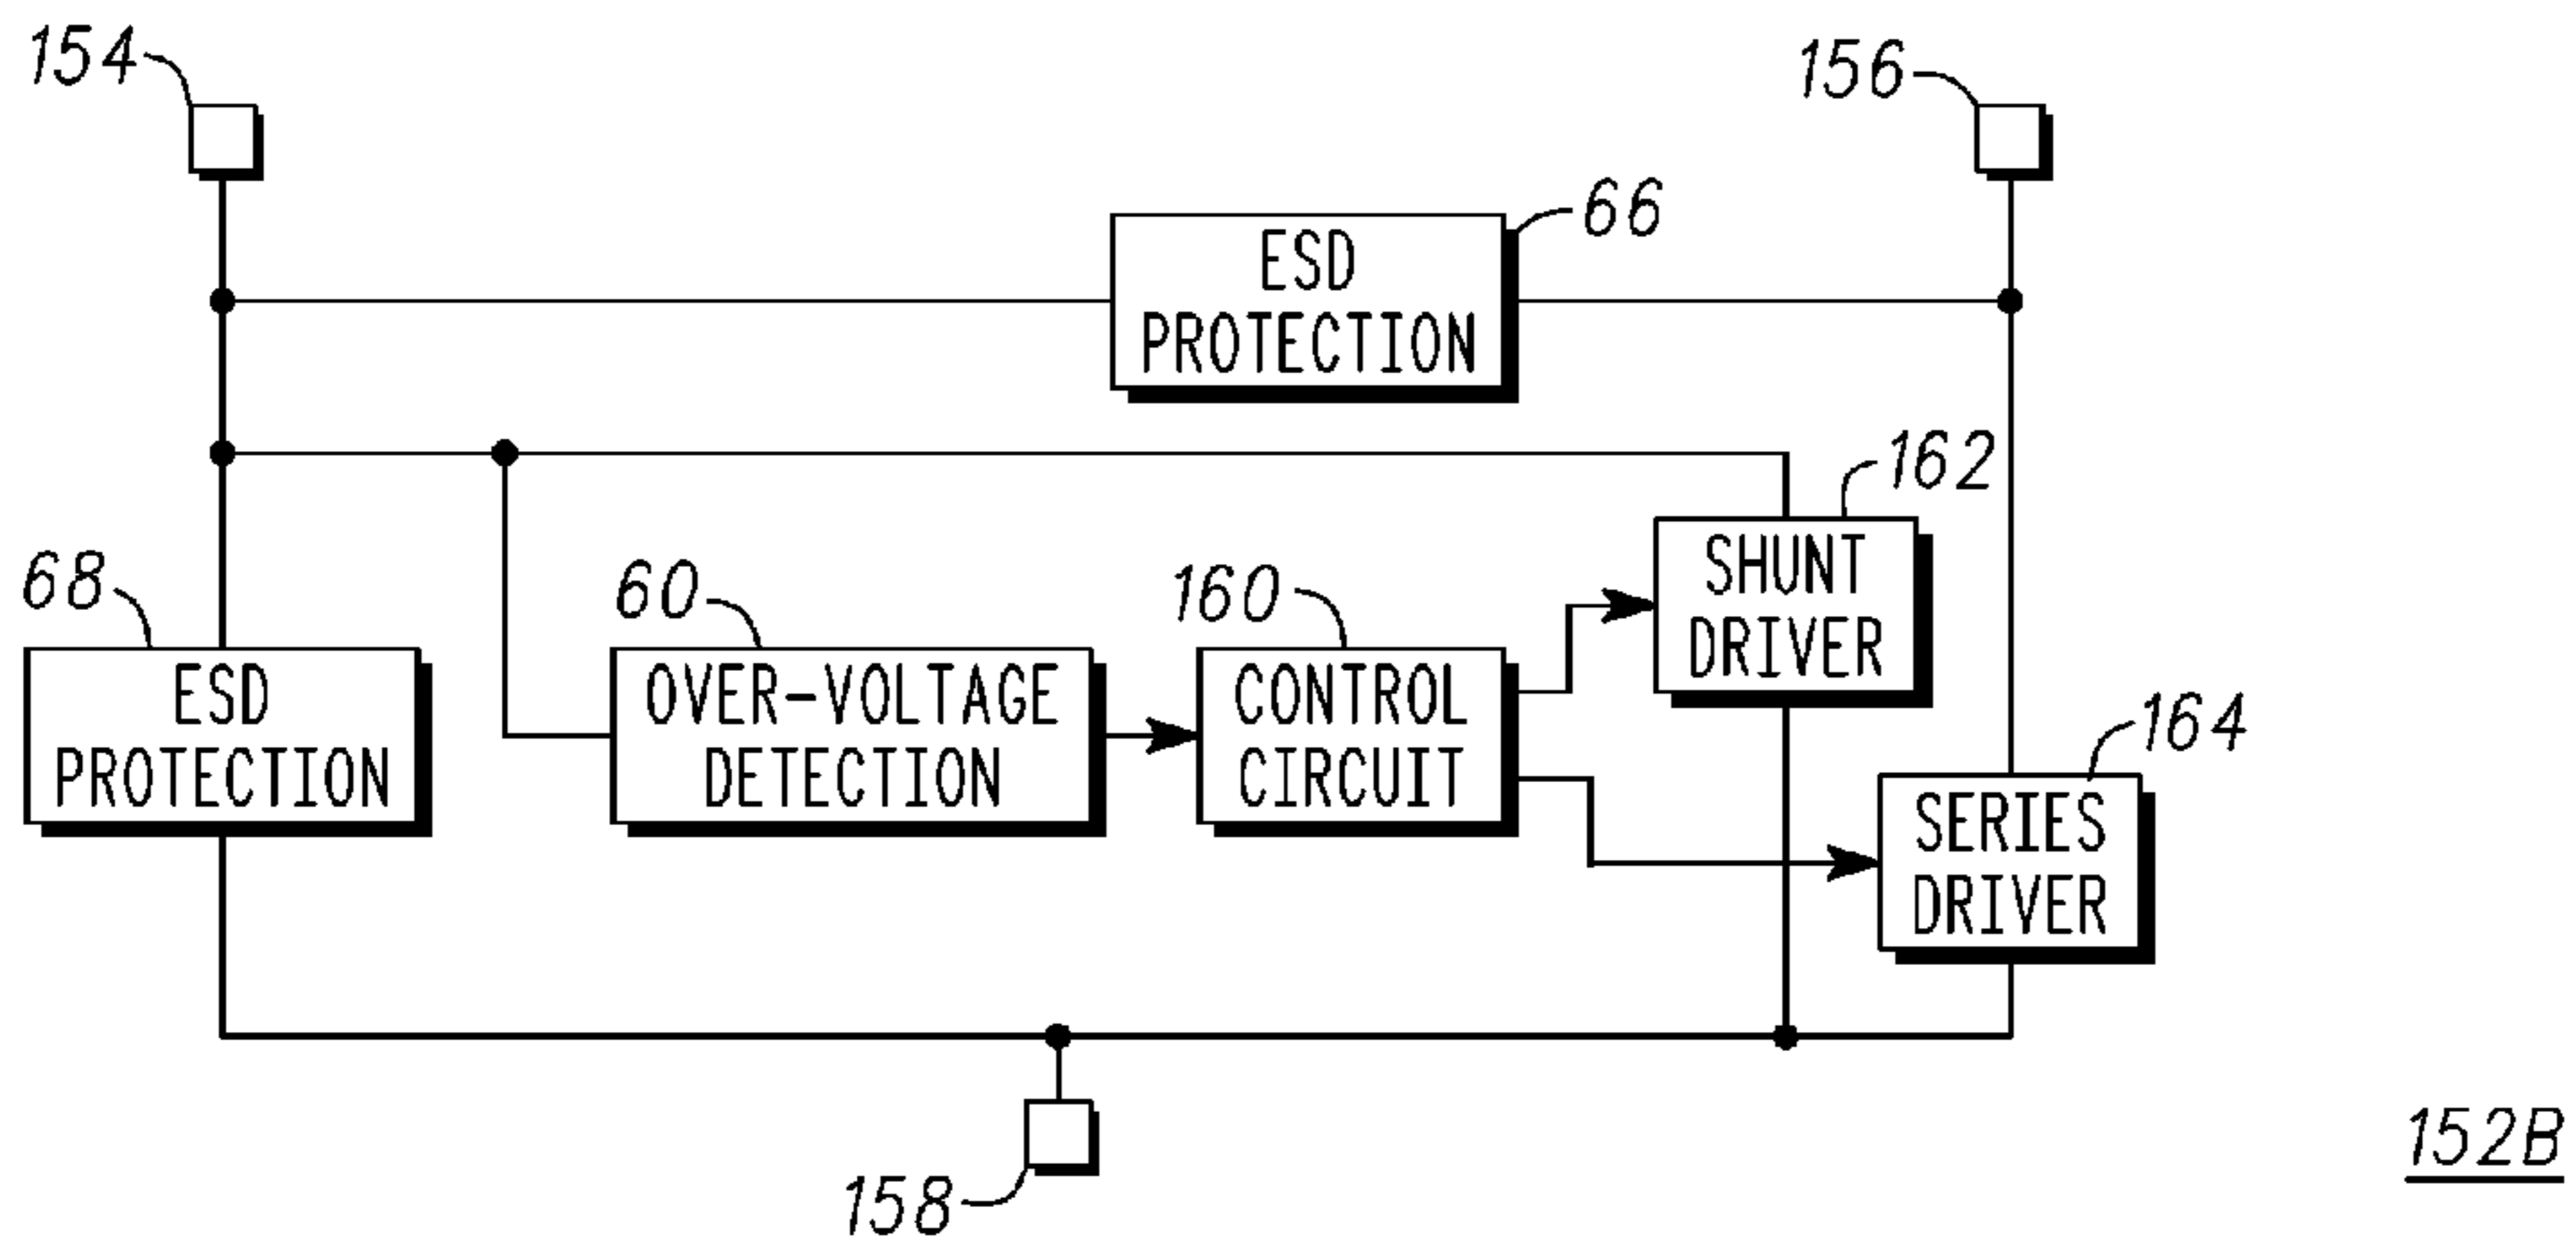 154
156
66
ESD
PROTECTION
162
SHUNT
DRIVER
68
ESD
PROTECTION
60
OVER-VOLTAGE
DETECTION
160
CONTROL
CIRCUIT
164
SERIES
DRIVER
158
152B